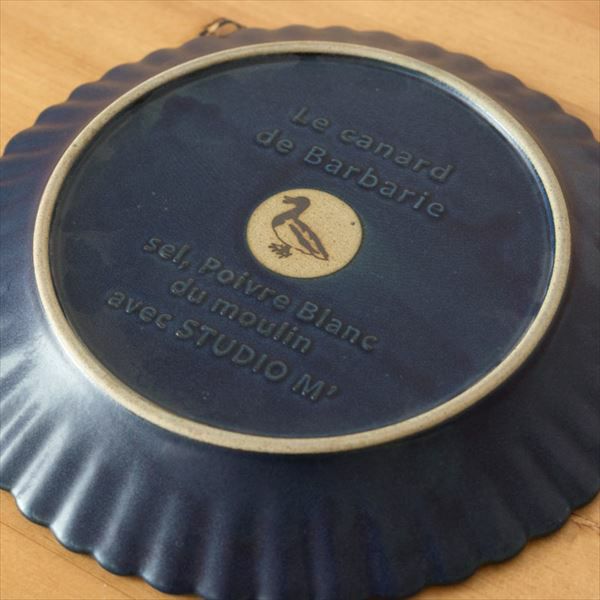 Le canard
de Barbarie
sel, Poivre Blanc
du moulin
avec STUDIO M'